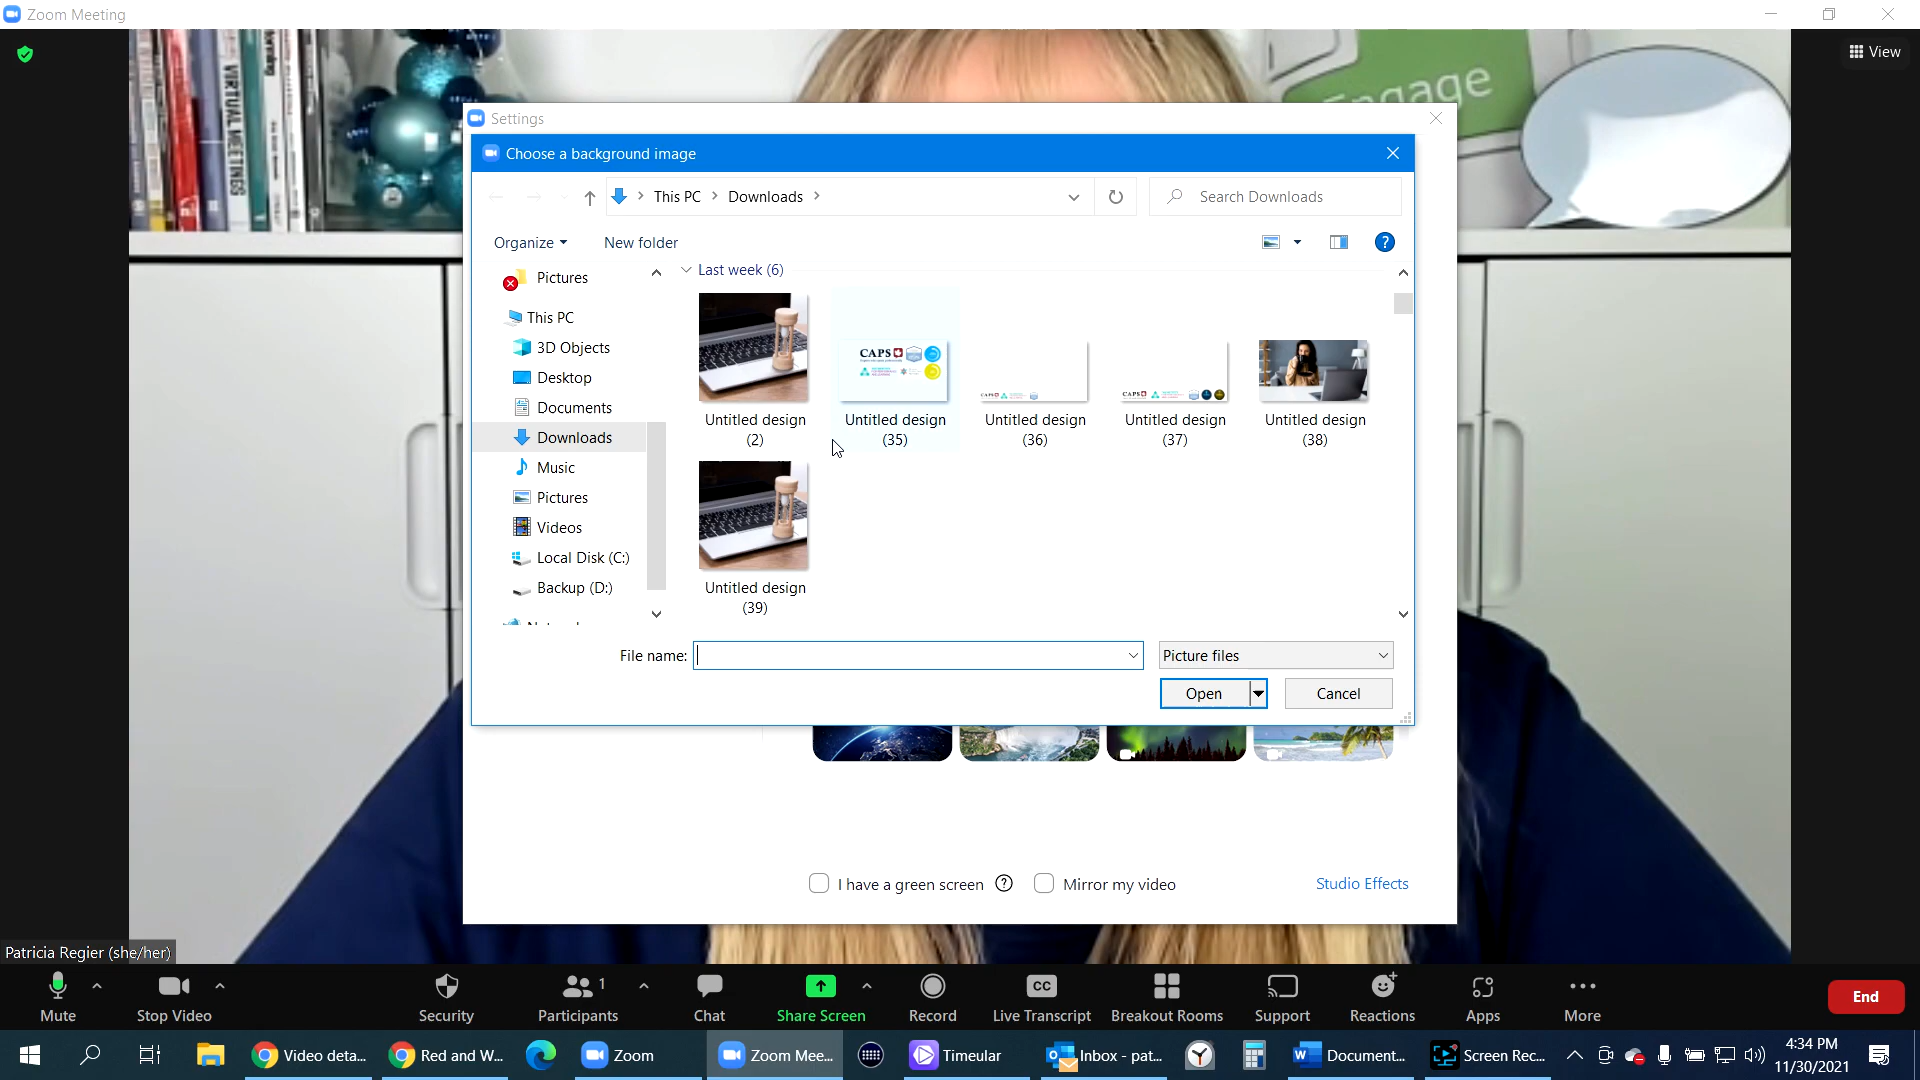 Zoom Meeting
VIRTUAL MEETINGS
View
Settings
Choose a background image
This PC
Downloads
Search Downloads
Organize
New folder
?
Pictures
This PC
3D Objects
Desktop
Documents
Downloads
Music
Pictures
Videos
Local Disk (C:)
Backup (D:)
Last week (6)
CAPS
Untitled design
(2)
Untitled design
(35)
Untitled design
(36)
CAPS
Untitled design
(37)
Untitled design
(38)
Untitled design
(39)
File name:
Picture files
Open
Cancel
I have a green screen
?
Mirror my video
Studio Effects
Patricia Regier (she/her)
Mute
Stop Video
Security
1
Participants
Chat
Share Screen
Record
CC
Live Transcript
Breakout Rooms
Support
Reactions
Apps
More
End
Video deta...
Red and W...
Zoom
Zoom Mee...
Timeular
Inbox - pat...
Document...
Screen Rec...
4:34 PM
11/30/2021